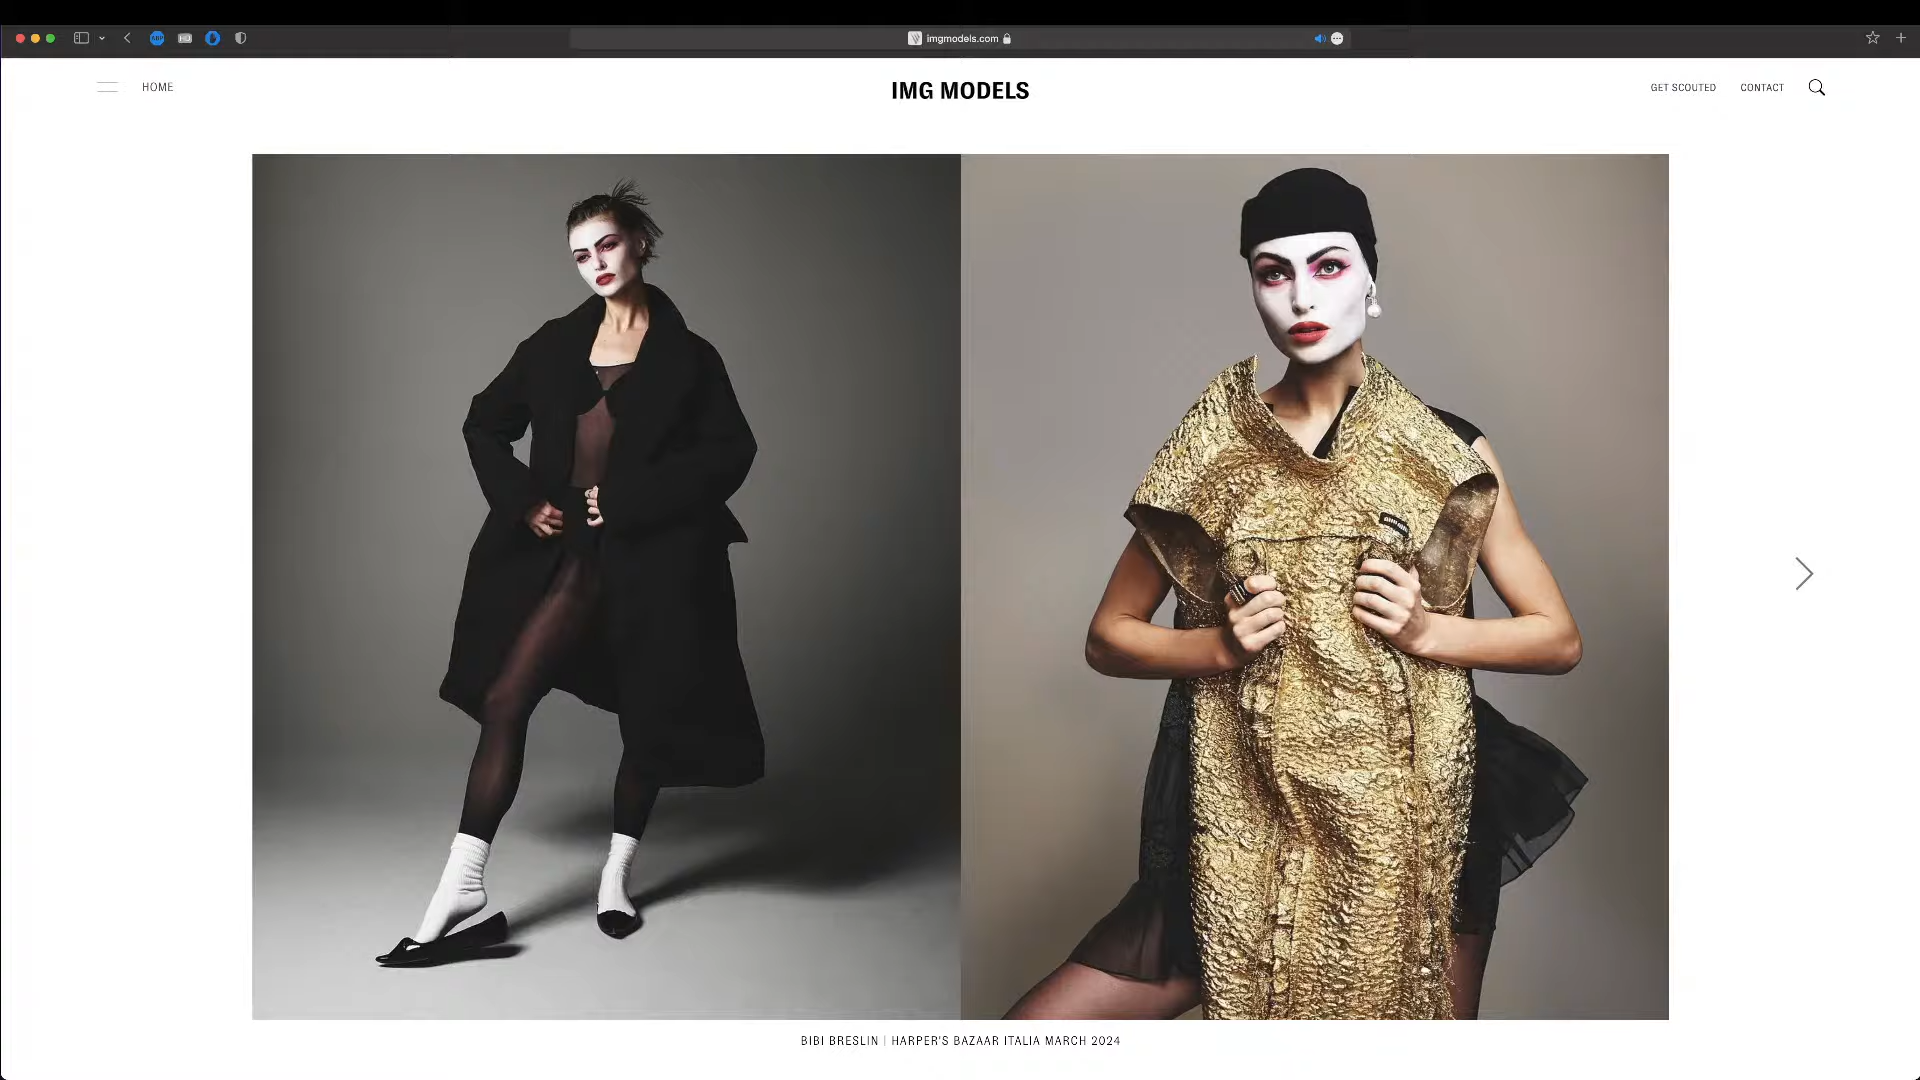 imgmodels.com
HOME
IMG MODELS
GET SCOUTED
CONTACT
BIBI BRESLIN | HARPER'S BAZAAR ITALIA MARCH 2024